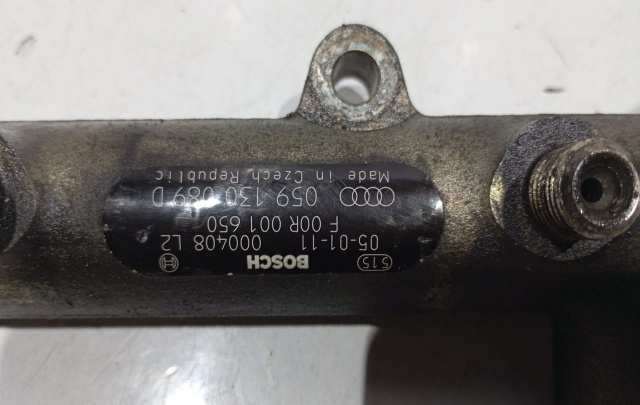 515 BOSCH
05-01-11 000408 L2
F 00R 001 650
059 130 089 D
Made in Czech Republic